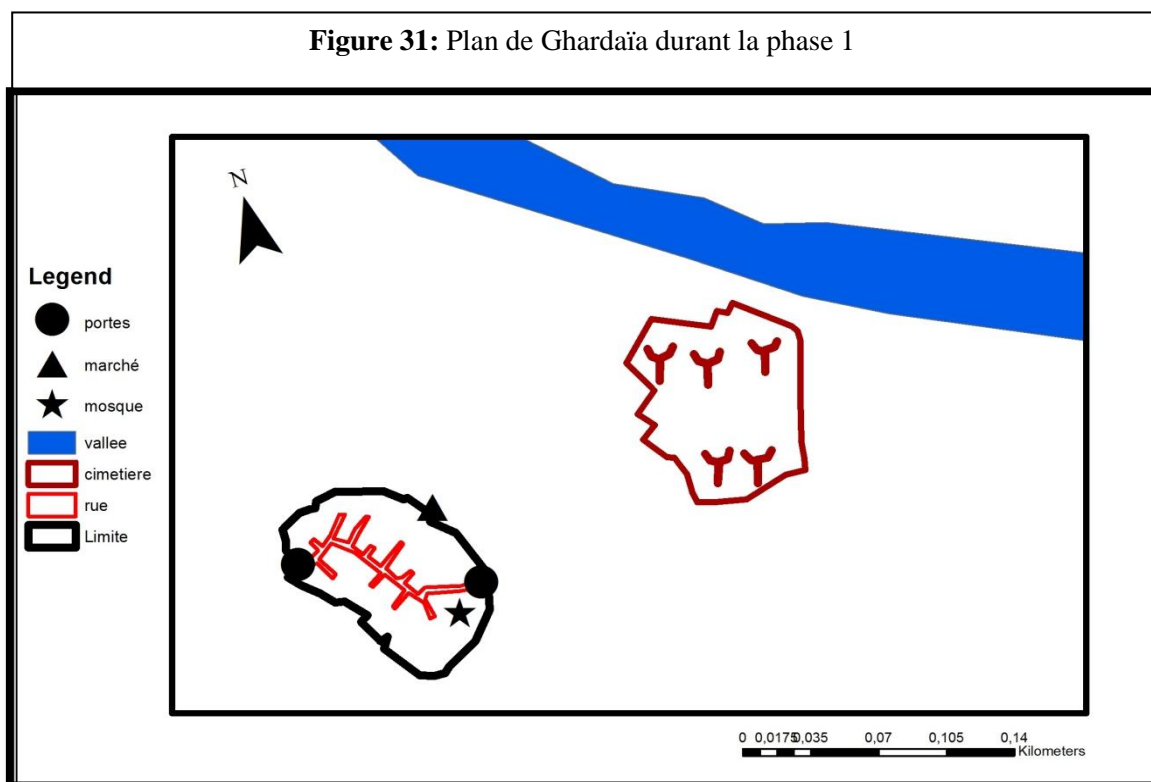 Figure 31: Plan de Ghardaïa durant la phase 1
N
Legend
portes
marché
mosque
vallee
cimetiere
rue
Limite
0 0,0175 0,035 0,07 0,105 0,14
Kilometers